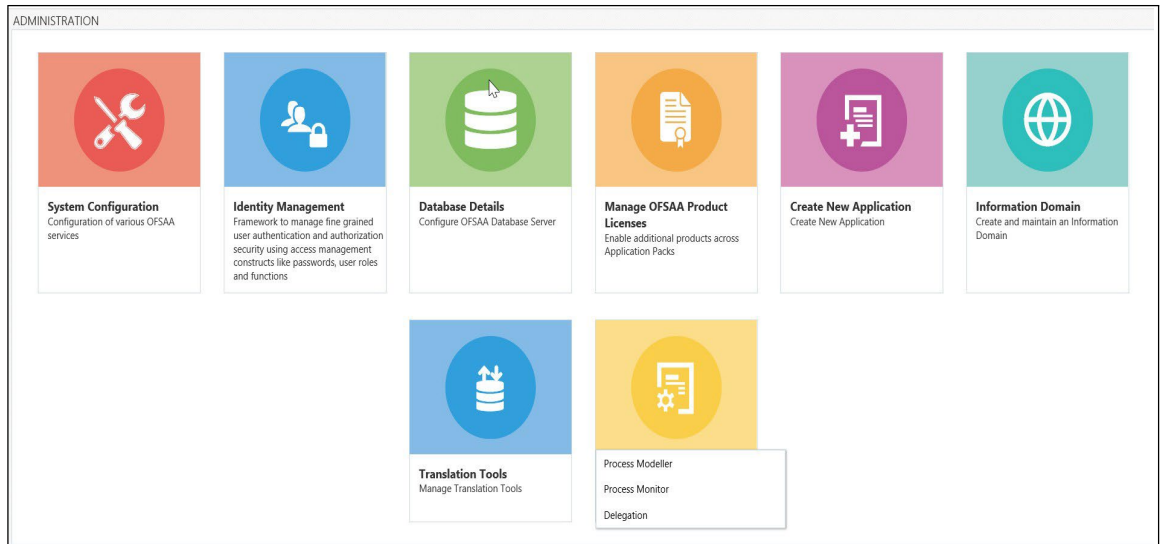 ADMINISTRATION
System Configuration
Configuration of various OFSAA
services
Identity Management
Framework to manage fine grained
user authentication and authorization
security using access management
constructs like passwords, user roles
and functions
Database Details
Configure OFSAA Database Server
Manage OFSAA Product
Licenses
Enable additional products across
Application Packs
Create New Application
Create New Application
Information Domain
Create and maintain an Information
Domain
Translation Tools
Manage Translation Tools
Process Modeller
Process Monitor
Delegation